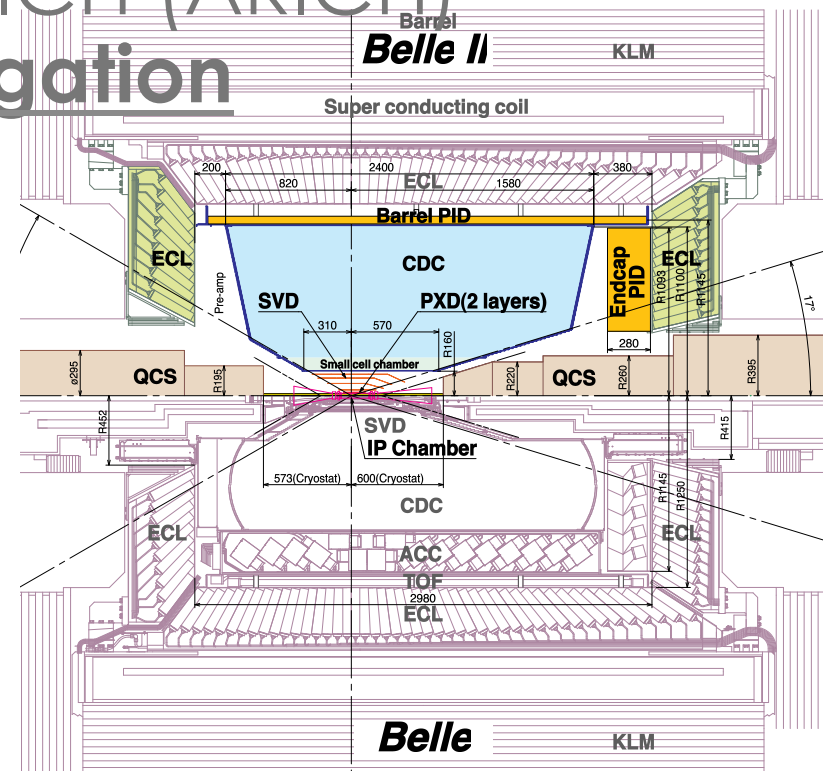 (ARICH)
gation
Barrel
Belle II
KLM
Super conducting coil
200
2400
380
820
ECL
1580
Barrel PID
CDC
ECL
ECL
Endcap
PID
Pre-amp
R1093
R1100
R1145
SVD
PXD(2 layers)
17°
310
570
R160
280
Small cell chamber
QCS
QCS
ø295
R195
R220
R260
R395
R452
R415
SVD
IP Chamber
573(Cryostat)
600(Cryostat)
R1145
R1250
CDC
ECL
ECL
ACC
TOF
2980
ECL
Belle
KLM